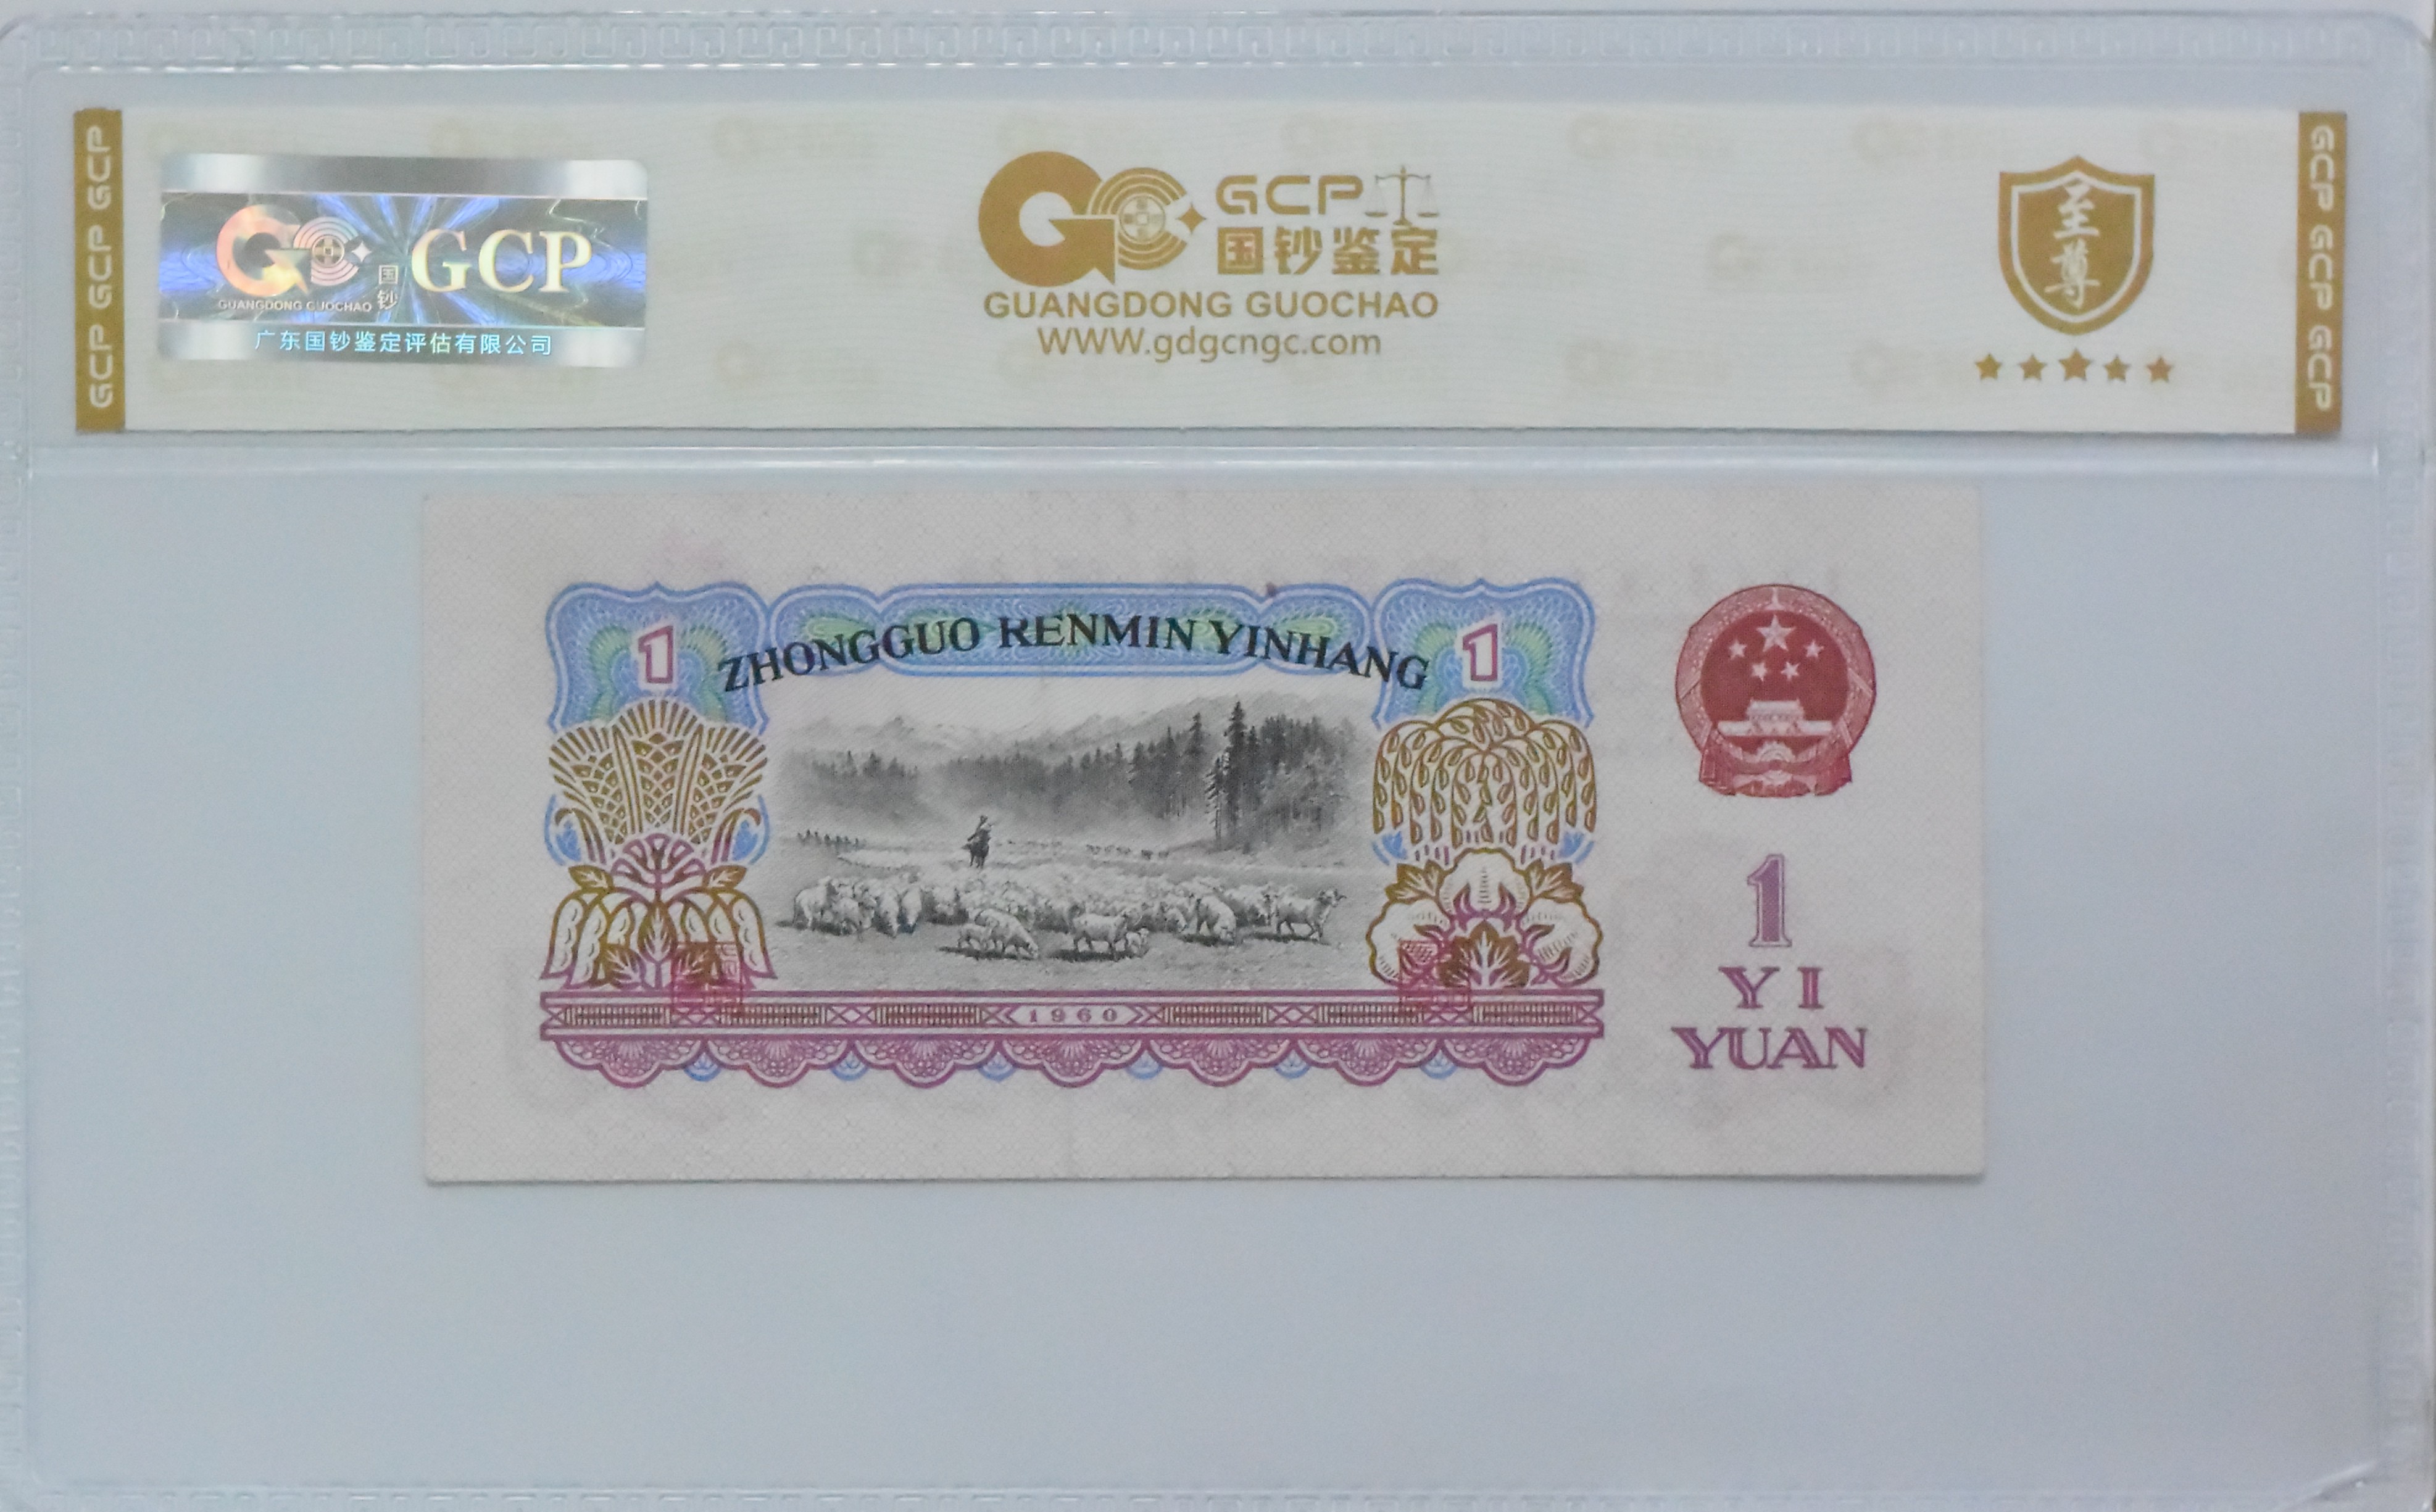 GCP GCP GCP
GCP
国钞
GUANGDONG GUOCHAO
广东国钞鉴定评估有限公司
GCP
国钞鉴定
GUANGDONG GUOCHAO
WWW.gdgcngc.com
至尊
GCP GCP GCP
ZHONGGUO RENMIN YINHANG
1
1
1960
1
YI
YUAN